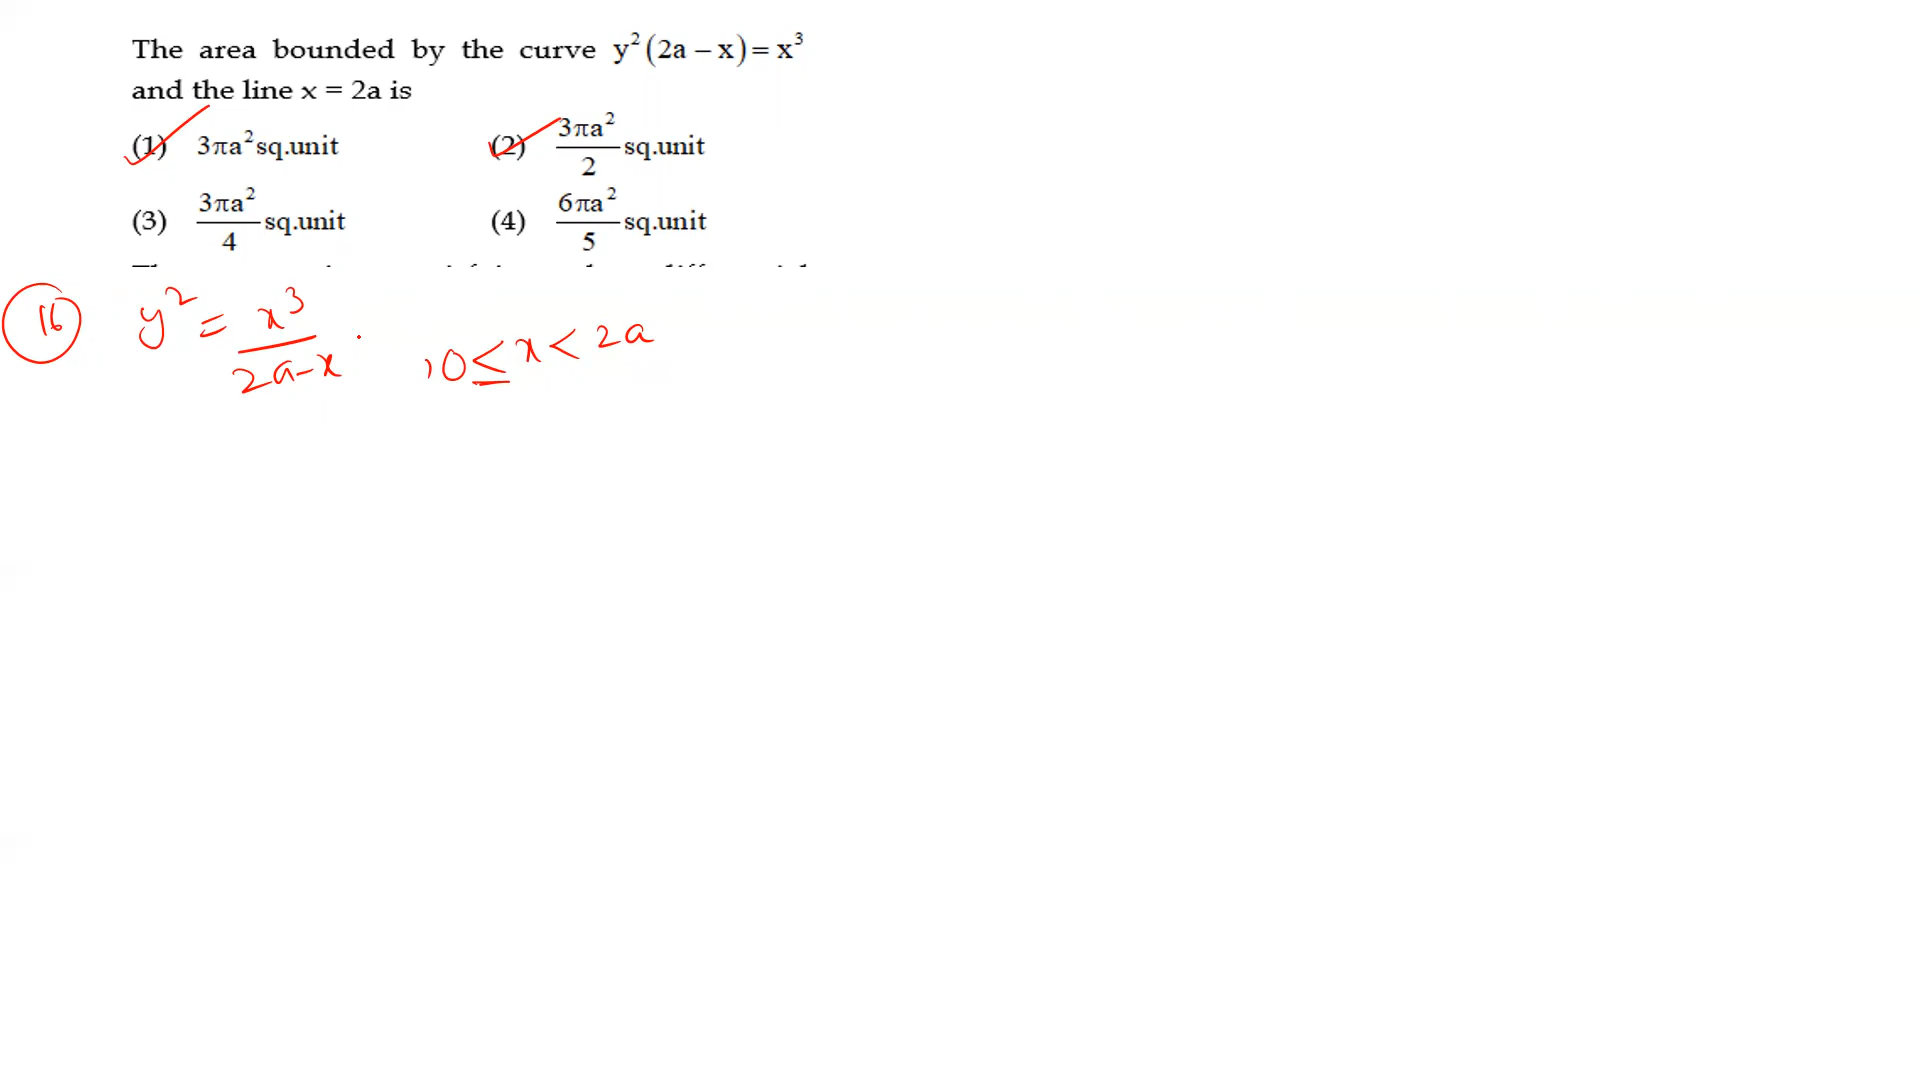 The area bounded by the curve y²(2a – x) = x³
and the line x = 2a is
(1) 3πa² sq.unit (2) 3πa²/2 sq.unit
(3) 3πa²/4 sq.unit (4) 6πa²/5 sq.unit
16 y² = x³/(2a-x) , 0 ≤ x < 2a